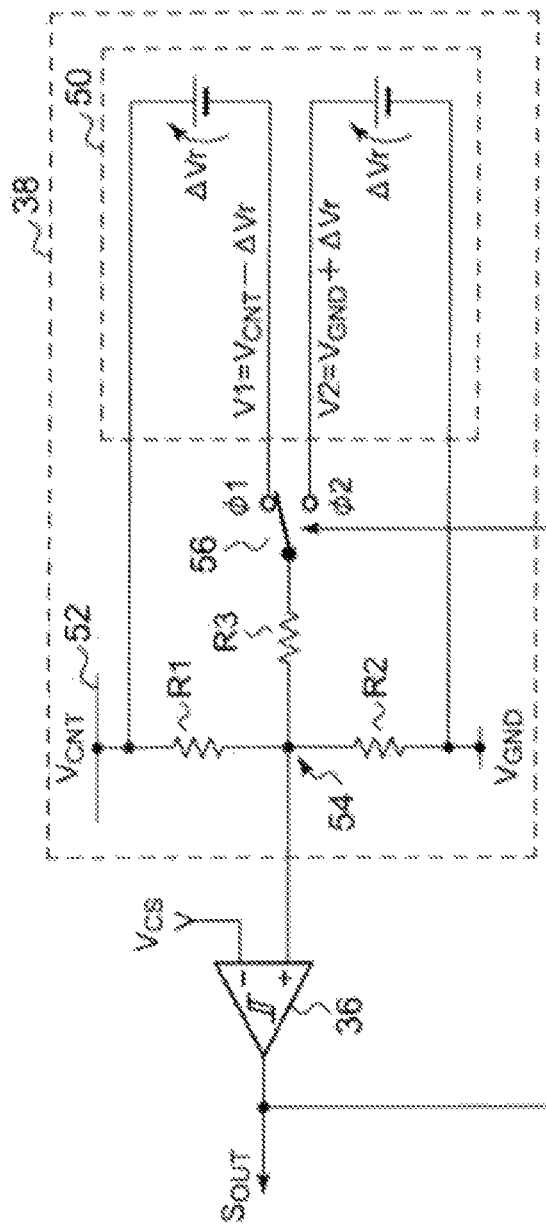 38
50
52
VCNT
R1
R3
56
ϕ1
ϕ2
V1=VCNT−ΔVr
V2=VGND+ΔVr
ΔVr
ΔVr
54
R2
VGND
VCS
−
+
36
SOUT